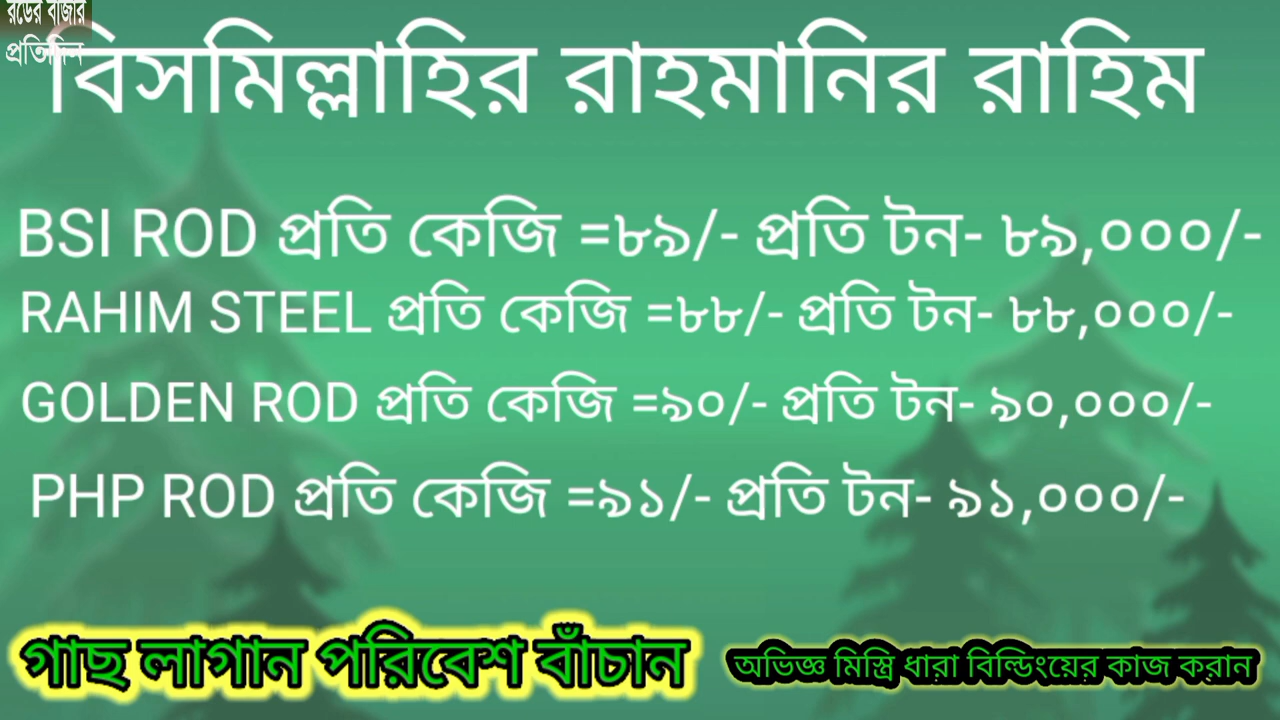 রডের বাজার
প্রতিদিন
বিসমিল্লাহির রাহমানির রাহিম
BSI ROD প্রতি কেজি =৮৯/- প্রতি টন- ৮৯,০০০/-
RAHIM STEEL প্রতি কেজি =৮৮/- প্রতি টন- ৮৮,০০০/-
GOLDEN ROD প্রতি কেজি =৯০/- প্রতি টন- ৯০,০০০/-
PHP ROD প্রতি কেজি =৯১/- প্রতি টন- ৯১,০০০/-
গাছ লাগান পরিবেশ বাঁচান
অভিজ্ঞ মিস্ত্রি ধারা বিল্ডিংয়ের কাজ করান